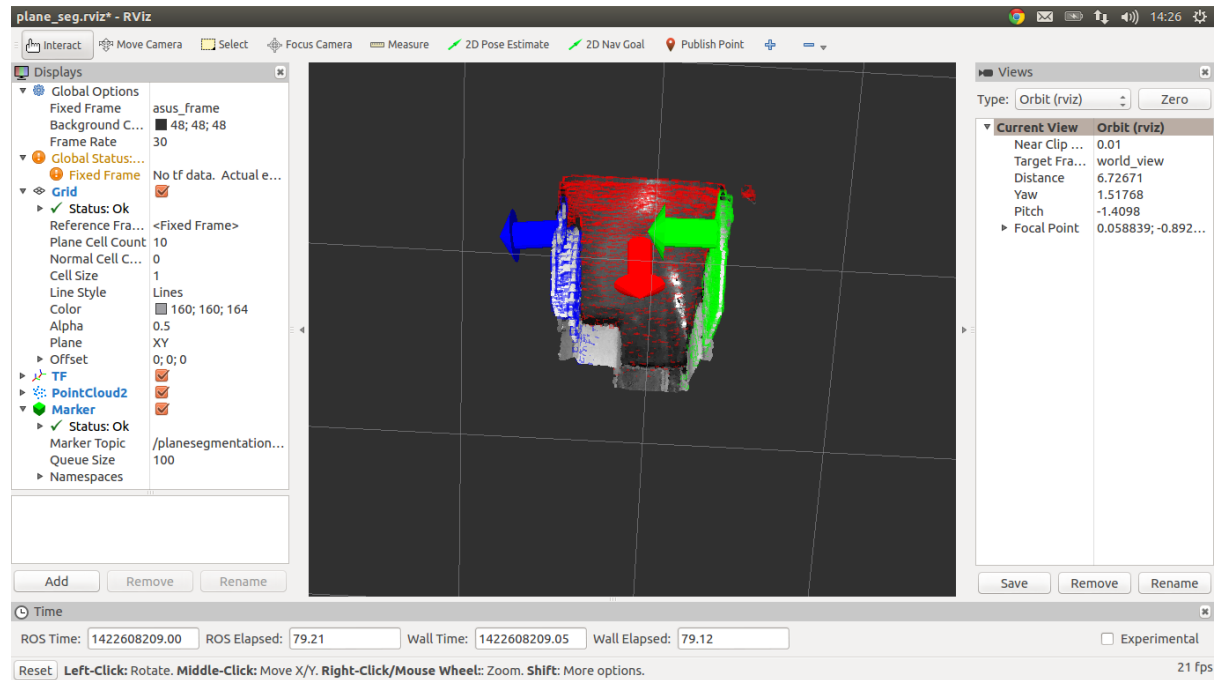 plane_seg.rviz* - RViz
14:26
Interact Move Camera Select Focus Camera Measure 2D Pose Estimate 2D Nav Goal Publish Point
Displays
Global Options
Fixed Frame asus_frame
Background C... 48; 48; 48
Frame Rate 30
Global Status:...
Fixed Frame No tf data. Actual e...
Grid
Status: Ok
Reference Fra... <Fixed Frame>
Plane Cell Count 10
Normal Cell C... 0
Cell Size 1
Line Style Lines
Color 160; 160; 164
Alpha 0.5
Plane XY
Offset 0; 0; 0
TF
PointCloud2
Marker
Status: Ok
Marker Topic /planesegmentation...
Queue Size 100
Namespaces
Add Remove Rename
Views
Type: Orbit (rviz) Zero
Current View Orbit (rviz)
Near Clip ... 0.01
Target Fra... world_view
Distance 6.72671
Yaw 1.51768
Pitch -1.4098
Focal Point 0.058839; -0.892...
Save Remove Rename
Time
ROS Time: 1422608209.00 ROS Elapsed: 79.21 Wall Time: 1422608209.05 Wall Elapsed: 79.12 Experimental
Reset Left-Click: Rotate. Middle-Click: Move X/Y. Right-Click/Mouse Wheel:: Zoom. Shift: More options. 21 fps